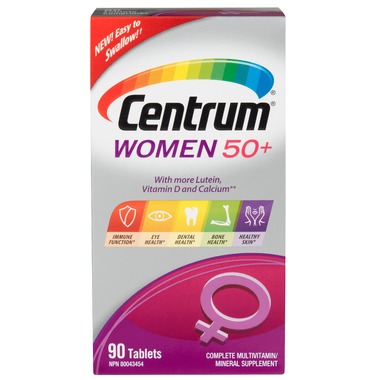 NEW! Easy to
Swallow!†
Centrum®
WOMEN 50+
With more Lutein,
Vitamin D and Calcium**
IMMUNE
FUNCTION*
EYE
HEALTH*
DENTAL
HEALTH*
BONE
HEALTH*
HEALTHY
SKIN*
90 Tablets
NPN 80043454
COMPLETE MULTIVITAMIN/
MINERAL SUPPLEMENT